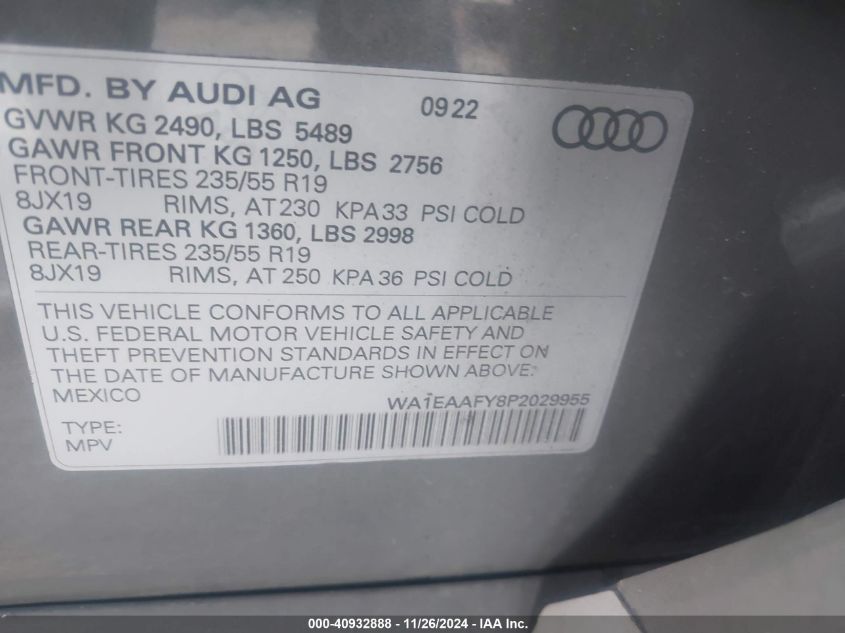 MFD. BY AUDI AG 09 22
GVWR KG 2490, LBS 5489
GAWR FRONT KG 1250, LBS 2756
FRONT-TIRES 235/55 R19
8JX19 RIMS, AT 230 KPA 33 PSI COLD
GAWR REAR KG 1360, LBS 2998
REAR-TIRES 235/55 R19
8JX19 RIMS, AT 250 KPA 36 PSI COLD
THIS VEHICLE CONFORMS TO ALL APPLICABLE
U.S. FEDERAL MOTOR VEHICLE SAFETY AND
THEFT PREVENTION STANDARDS IN EFFECT ON
THE DATE OF MANUFACTURE SHOWN ABOVE:
MEXICO WA1EAAFY8P2029955
TYPE:
MPV
000-40932888 - 11/26/2024 - TX - FORT WORTH NORTH